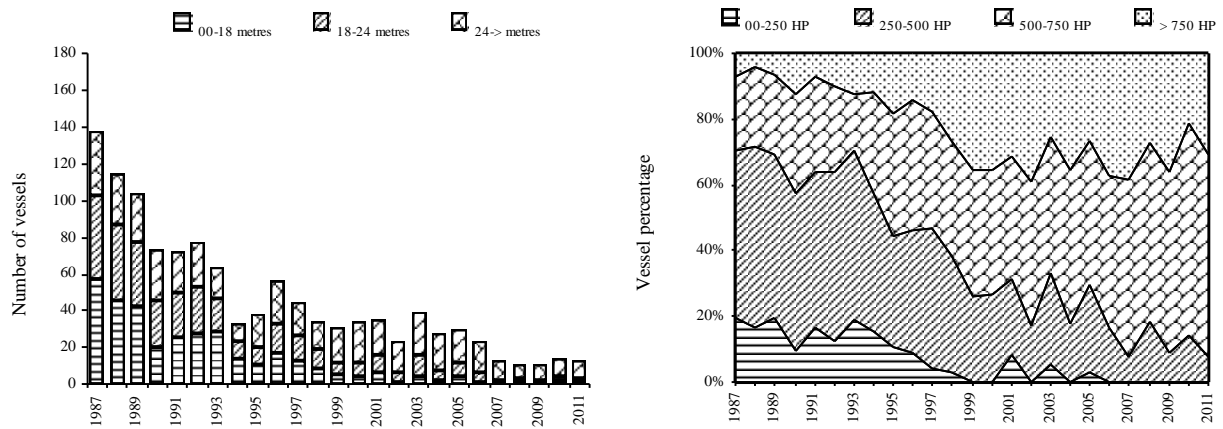 00-18 metres 18-24 metres 24-> metres
180
160
140
120
100
80
60
40
20
0
Number of vessels
1987 1989 1991 1993 1995 1997 1999 2001 2003 2005 2007 2009 2011
00-250 HP 250-500 HP 500-750 HP > 750 HP
100%
80%
60%
40%
20%
0%
Vessel percentage
1987 1989 1991 1993 1995 1997 1999 2001 2003 2005 2007 2009 2011